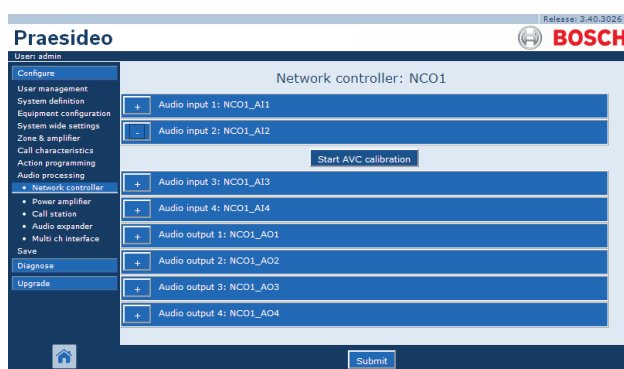 Release: 3.40.3026
Praesideo
BOSCH
User: admin
Configure
User management
System definition
Equipment configuration
System wide settings
Zone & amplifier
Call characteristics
Action programming
Audio processing
• Network controller
• Power amplifier
• Call station
• Audio expander
• Multi ch interface
Save
Diagnose
Upgrade
Network controller: NCO1
+ Audio input 1: NCO1_AI1
- Audio input 2: NCO1_AI2
Start AVC calibration
+ Audio input 3: NCO1_AI3
+ Audio input 4: NCO1_AI4
+ Audio output 1: NCO1_AO1
+ Audio output 2: NCO1_AO2
+ Audio output 3: NCO1_AO3
+ Audio output 4: NCO1_AO4
Submit